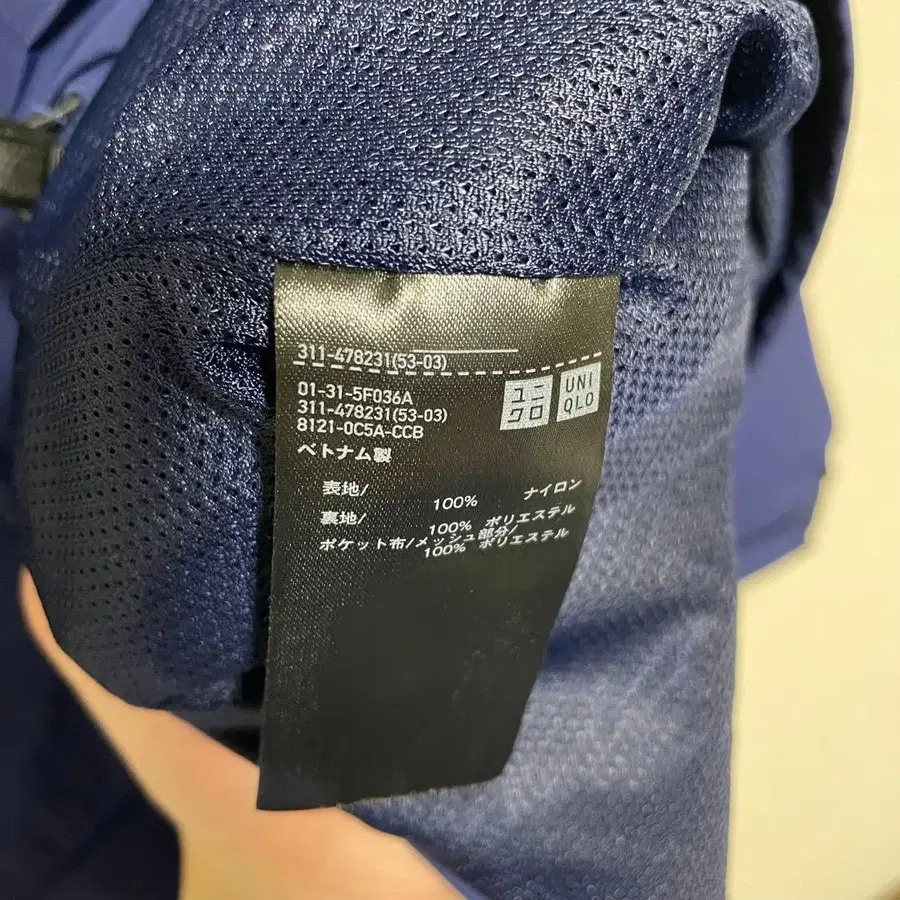 311-478231(53-03)
01-31-5F036A
311-478231(53-03)
8121-0C5A-CCB
ベトナム製
ユニ
クロ
UNI
QLO
表地/
100% ナイロン
裏地/
100% ポリエステル
ポケット布/メッシュ部分/
100% ポリエステル